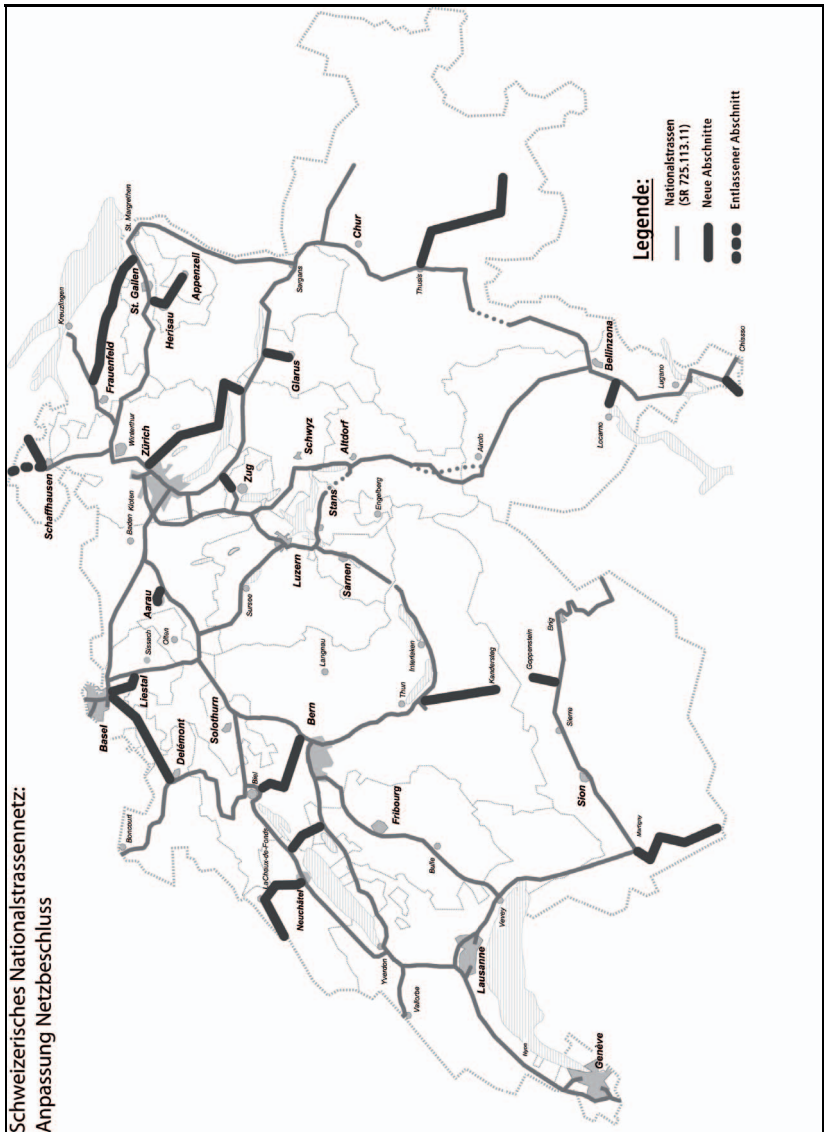 Schweizerisches Nationalstrassennetz:
Anpassung Netzbeschluss
Legende:
Nationalstrassen
(SR 725.113.11)
Neue Abschnitte
Entlassener Abschnitt
Schaffhausen
Kreuzlingen
Frauenfeld
Winterthur
St. Gallen
St. Margrethen
Herisau
Appenzell
Basel
Liestal
Sissach
Olten
Aarau
Baden
Kloten
Zürich
Boncourt
Delémont
Solothurn
Sursee
Zug
Luzern
Schwyz
Glarus
Sargans
Biel
LaChaux-de-Fonds
Neuchâtel
Bern
Langnau
Stans
Sarnen
Engelberg
Altdorf
Chur
Thusis
Yverdon
Vallorbe
Fribourg
Bulle
Thun
Interlaken
Kandersteg
Goppenstein
Airolo
Lausanne
Vevey
Nyon
Genève
Martigny
Sion
Sierre
Brig
Locarno
Bellinzona
Lugano
Chiasso